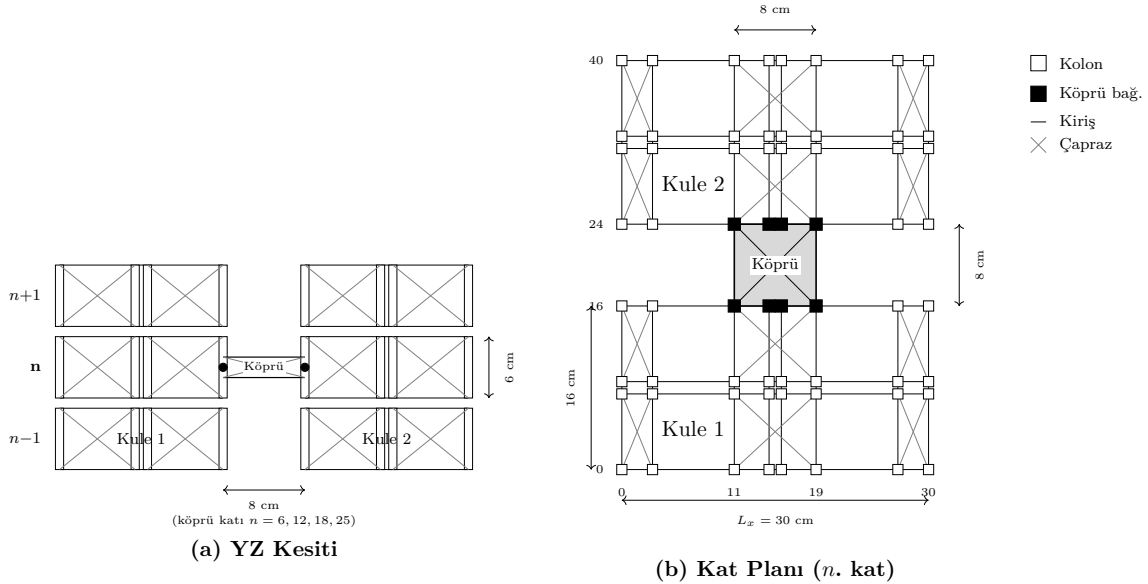 n+1
n
n−1
Köprü
Kule 1
Kule 2
6 cm
8 cm
(köprü katı n = 6, 12, 18, 25)
(a) YZ Kesiti
8 cm
40
24
16
0
Kule 2
Köprü
Kule 1
8 cm
16 cm
0
11
19
30
Lx = 30 cm
(b) Kat Planı (n. kat)
Kolon
Köprü bağ.
Kiriş
Çapraz